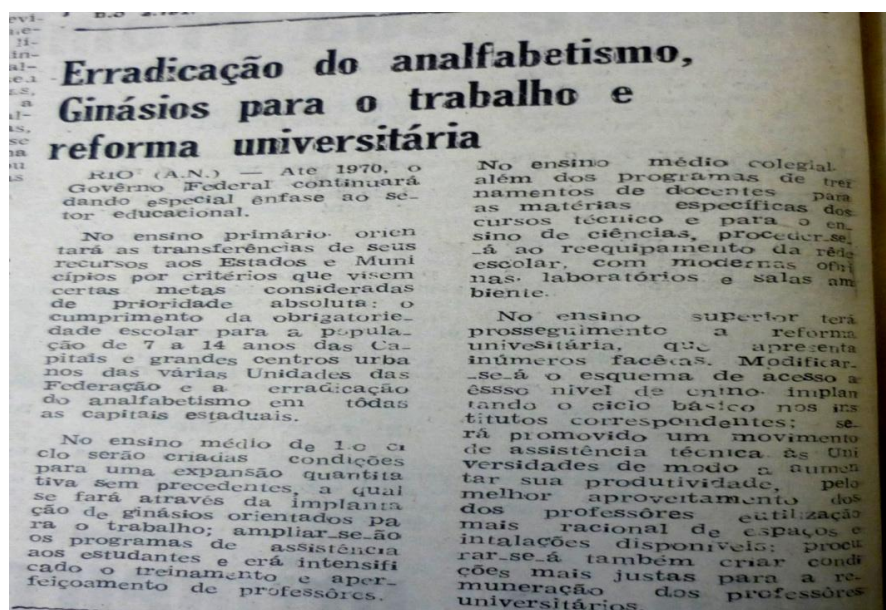 Erradicação do analfabetismo,
Ginásios para o trabalho e
reforma universitária
RIO (A.N.) — Ate 1970, o
Govêrno Federal continuará
dando especial ênfase ao se-
tor educacional.
No ensino primário. orien
tará as transferências de seus
recursos aos Estados e Muni
cípios por critérios que visem
certas metas consideradas
de prioridade absoluta: o
cumprimento da obrigatorie-
dade escolar para a popula-
ção de 7 a 14 anos das Ca-
pitais e grandes centros urba
nos das várias Unidades das
Federação e a erradicação
do analfabetismo em tôdas
as capitais estaduais.
No ensino médio de 1.o ci
clo serão criadas condições
para uma expansão quantita
tiva sem precedentes, a qual
se fará através da implanta
ção de ginásios orientados pa
ra o trabalho; ampliar-se-ão
os programas de assistência
aos estudantes e erá intensifi
cado o treinamento e aper-
feiçoamento de professôres.
No ensino médio colegial.
além dos programas de trei
namentos de docentes para
as matérias específicas dos
cursos técnico e para o en-
sino de ciências, proceder-se-
-á ao reequipamento da rêde
escolar, com modernas ofici
nas. laboratórios e salas am
biente.
No ensino superior terá
prosseguimento a reforma
univesitária, que apresenta
inúmeros facêtas. Modificar-
-se-á o esquema de acesso a
êssso nivel de enino. implan
tando o ciclo básico nos ins
titutos correspondentes; se-
rá promovido um movimento
de assistência técnica às Uni
versidades de modo a aumen
tar sua produtividade, pelo
melhor aproveitamento dos
dos professôres eutilização
mais racional de espaços e
intalações disponíveis; procu
rar-se-á também criar condi
ções mais justas para a re-
muneração dos professôres
universitários